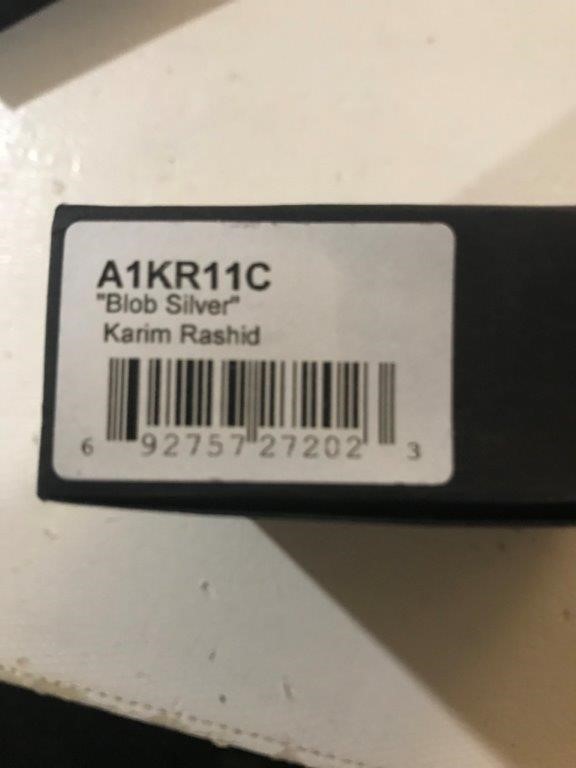 A1KR11C
"Blob Silver"
Karim Rashid
6 92757 27202 3